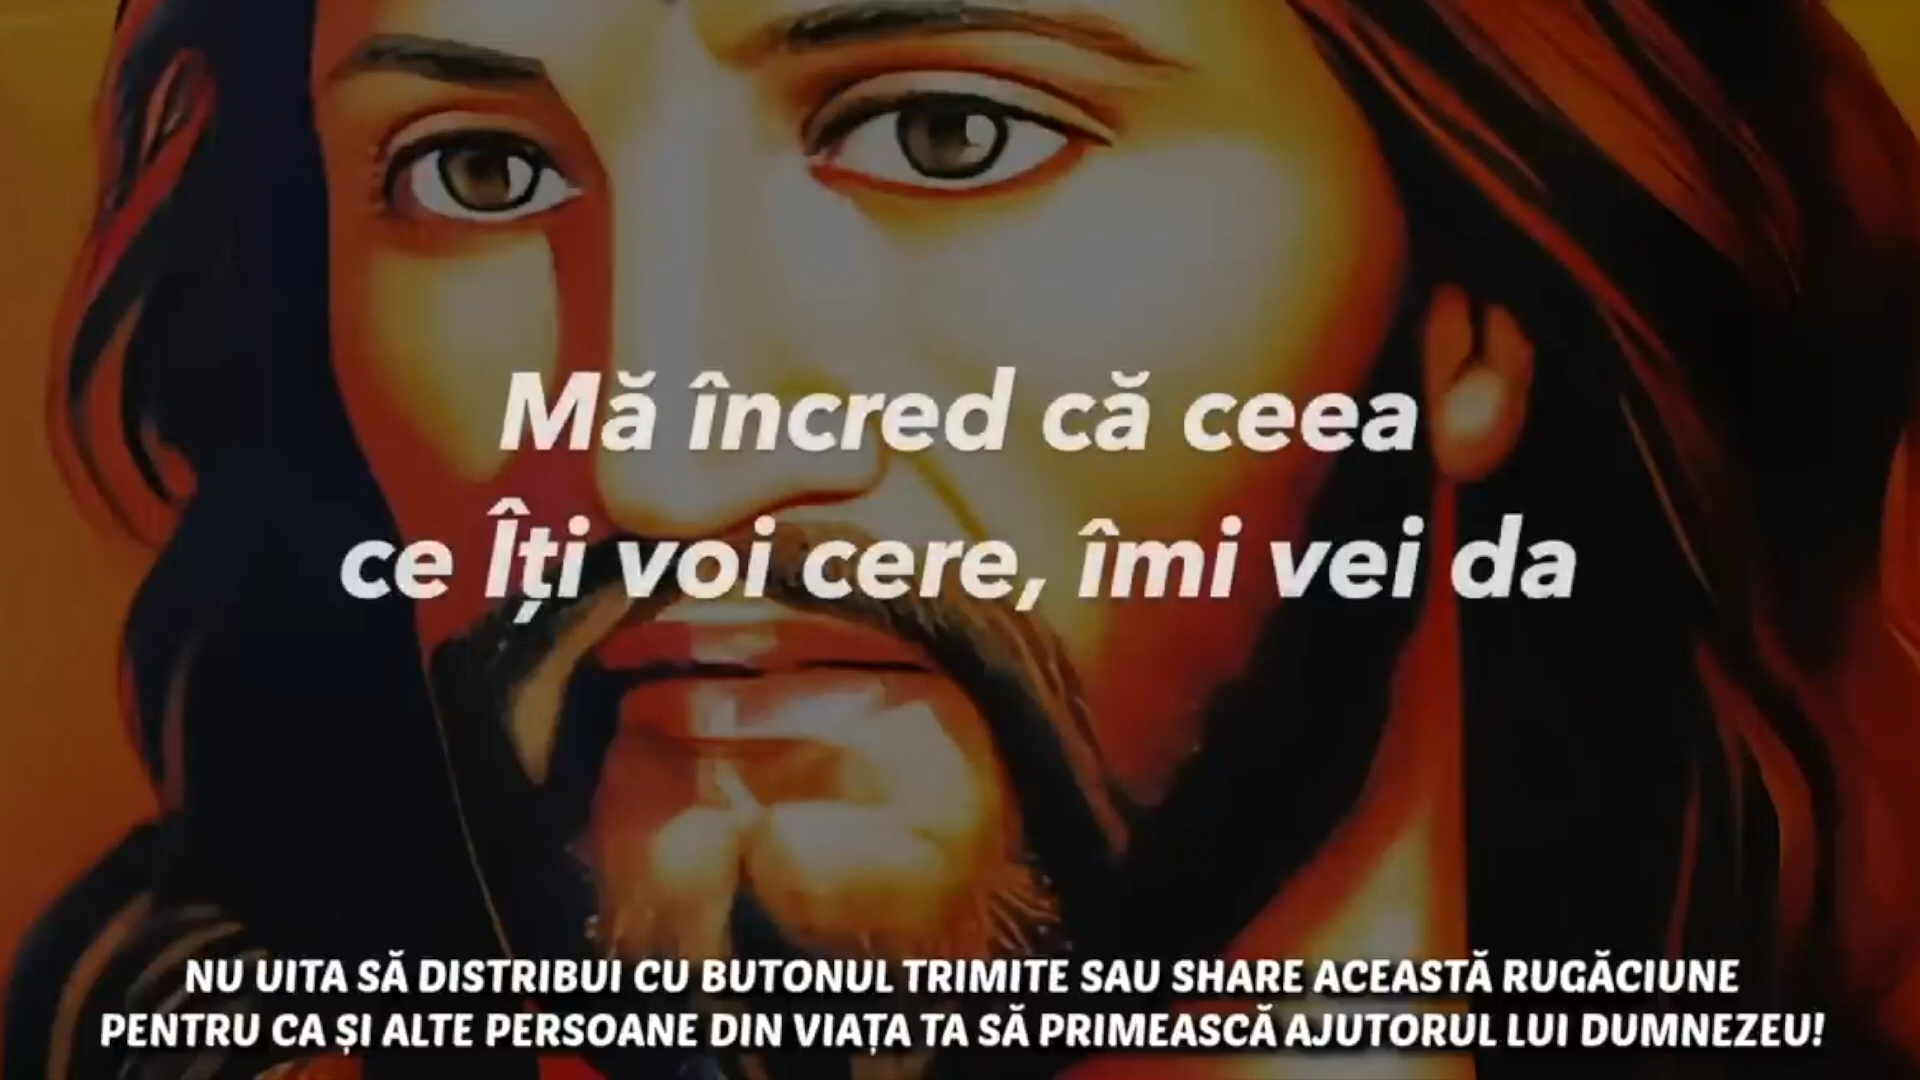 Mă încred că ceea
ce Îți voi cere, îmi vei da
NU UITA SĂ DISTRIBUI CU BUTONUL TRIMITE SAU SHARE ACEASTĂ RUGĂCIUNE
PENTRU CA ȘI ALTE PERSOANE DIN VIAȚA TA SĂ PRIMEASCĂ AJUTORUL LUI DUMNEZEU!